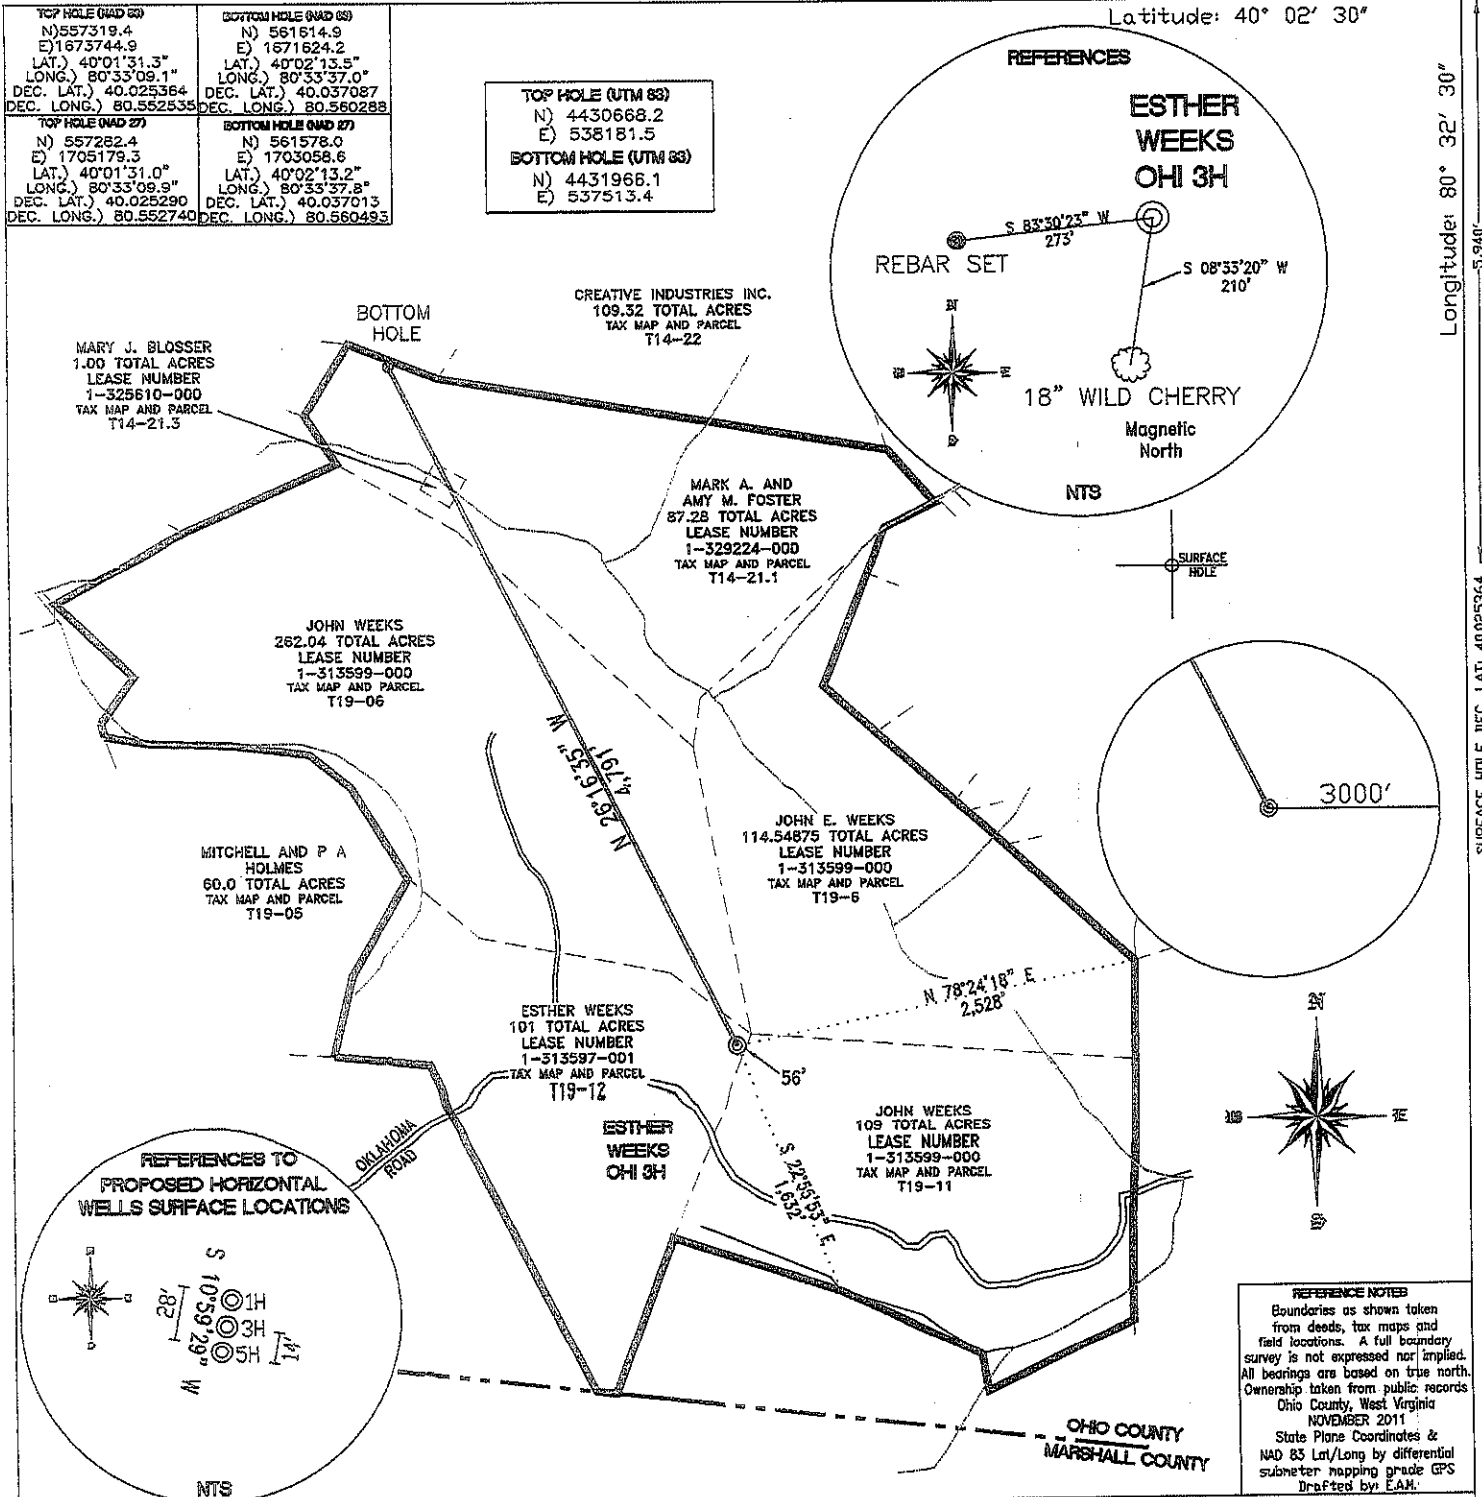 TOP HOLE (NAD 83)
N)557319.4
E)1673744.9
LAT.) 40°01'31.3"
LONG.) 80°33'09.1"
DEC. LAT.) 40.025364
DEC. LONG.) 80.552535
BOTTOM HOLE (NAD 83)
N) 561614.9
E) 1671624.2
LAT.) 40°02'13.5"
LONG.) 80°33'37.0"
DEC. LAT.) 40.037087
DEC. LONG.) 80.560288
TOP HOLE (NAD 27)
N) 557282.4
E) 1705179.3
LAT.) 40°01'31.0"
LONG.) 80°33'09.9"
DEC. LAT.) 40.025290
DEC. LONG.) 80.552740
BOTTOM HOLE (NAD 27)
N) 561578.0
E) 1703058.6
LAT.) 40°02'13.2"
LONG.) 80°33'37.8"
DEC. LAT.) 40.037013
DEC. LONG.) 80.560493
TOP HOLE (UTM 83)
N) 4430668.2
E) 538181.5
BOTTOM HOLE (UTM 83)
N) 4431966.1
E) 537513.4
Latitude: 40° 02' 30"
Longitude: 80° 32' 30"
5,940'
SURFACE HOLE DEC. LAT: 40.025364
REFERENCES
ESTHER
WEEKS
OHI 3H
S 83°30'23" W
273'
REBAR SET
S 08°33'20" W
210'
N
E
S
18" WILD CHERRY
Magnetic
North
NTS
BOTTOM
HOLE
CREATIVE INDUSTRIES INC.
109.32 TOTAL ACRES
TAX MAP AND PARCEL
T14-22
MARY J. BLOSSER
1.00 TOTAL ACRES
LEASE NUMBER
1-325610-000
TAX MAP AND PARCEL
T14-21.3
MARK A. AND
AMY M. FOSTER
87.28 TOTAL ACRES
LEASE NUMBER
1-329224-000
TAX MAP AND PARCEL
T14-21.1
SURFACE
HOLE
JOHN WEEKS
262.04 TOTAL ACRES
LEASE NUMBER
1-313599-000
TAX MAP AND PARCEL
T19-06
N 26°16'35" W
4,791'
3000'
JOHN E. WEEKS
114.54875 TOTAL ACRES
LEASE NUMBER
1-313599-000
TAX MAP AND PARCEL
T19-6
MITCHELL AND P A
HOLMES
60.0 TOTAL ACRES
TAX MAP AND PARCEL
T19-05
N 78°24'18" E
2,528'
ESTHER WEEKS
101 TOTAL ACRES
LEASE NUMBER
1-313597-001
TAX MAP AND PARCEL
T19-12
56'
N
E
S
JOHN WEEKS
109 TOTAL ACRES
LEASE NUMBER
1-313599-000
TAX MAP AND PARCEL
T19-11
ESTHER
WEEKS
OHI 3H
OKLAHOMA
ROAD
S 22°55'53" E
1,632'
REFERENCES TO
PROPOSED HORIZONTAL
WELLS SURFACE LOCATIONS
S 10°59'29" W
28'
1H
3H
5H
14'
NTS
OHIO COUNTY
MARSHALL COUNTY
REFERENCE NOTES
Boundaries as shown taken
from deeds, tax maps and
field locations. A full boundary
survey is not expressed nor implied.
All bearings are based on true north.
Ownership taken from public records
Ohio County, West Virginia
NOVEMBER 2011
State Plane Coordinates &
NAD 83 Lat/Long by differential
submeter mapping grade GPS
Drafted by: E.A.M.